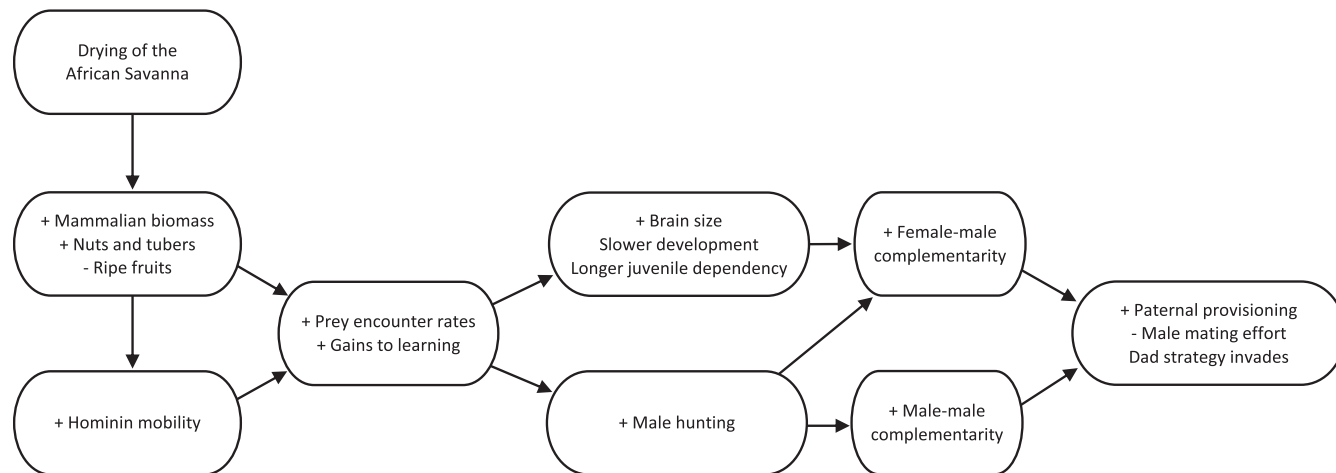 Drying of the
African Savanna
+ Mammalian biomass
+ Nuts and tubers
- Ripe fruits
+ Hominin mobility
+ Prey encounter rates
+ Gains to learning
+ Brain size
Slower development
Longer juvenile dependency
+ Male hunting
+ Female-male
complementarity
+ Male-male
complementarity
+ Paternal provisioning
- Male mating effort
Dad strategy invades